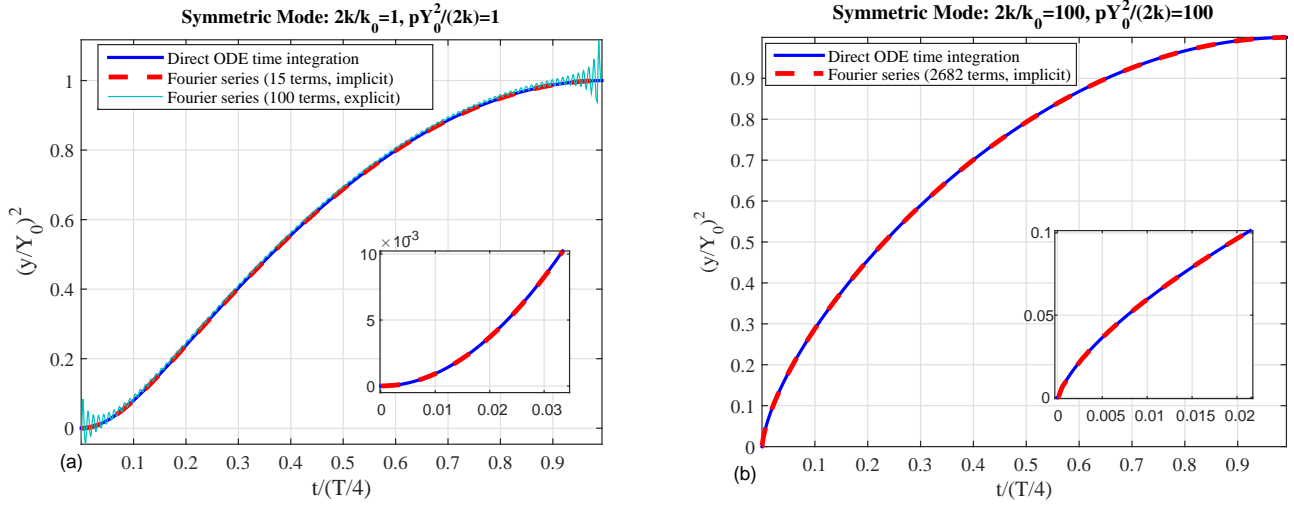 Symmetric Mode: 2k/k₀=1, pY₀²/(2k)=1
Direct ODE time integration
Fourier series (15 terms, implicit)
Fourier series (100 terms, explicit)
(y/Y₀)²
1
0.8
0.6
0.4
0.2
0
× 10⁻³
10
5
0
0 0.01 0.02 0.03
(a)
0.1 0.2 0.3 0.4 0.5 0.6 0.7 0.8 0.9
t/(T/4)
Symmetric Mode: 2k/k₀=100, pY₀²/(2k)=100
Direct ODE time integration
Fourier series (2682 terms, implicit)
(y/Y₀)²
0.9
0.8
0.7
0.6
0.5
0.4
0.3
0.2
0.1
0
0.1
0.05
0
0 0.005 0.01 0.015 0.02
(b)
0.1 0.2 0.3 0.4 0.5 0.6 0.7 0.8 0.9
t/(T/4)